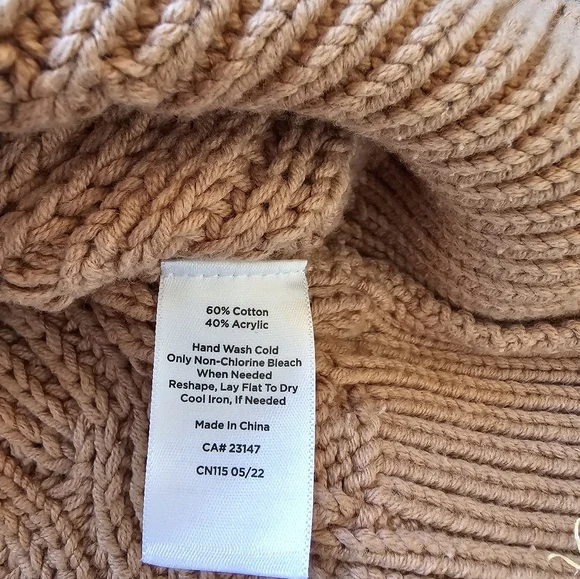 60% Cotton
40% Acrylic
Hand Wash Cold
Only Non-Chlorine Bleach
When Needed
Reshape, Lay Flat To Dry
Cool Iron, If Needed
Made In China
CA# 23147
CN115 05/22